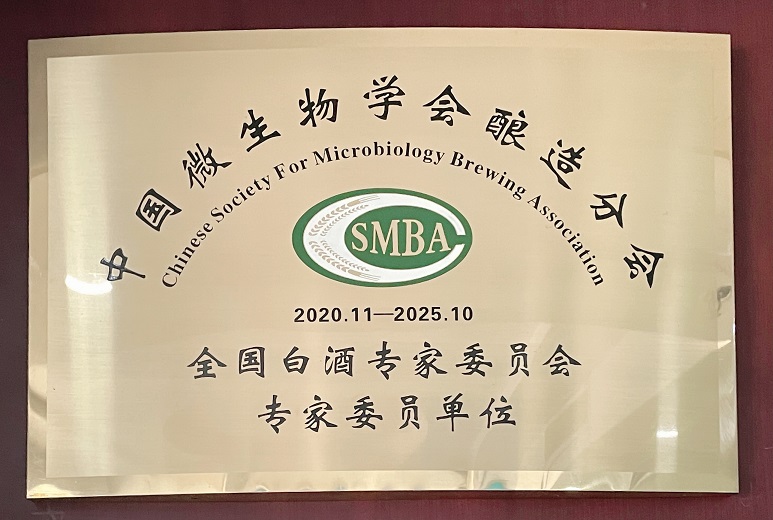 中国微生物学会酿造分会
Chinese Society For Microbiology Brewing Association
SMBA
2020.11—2025.10
全国白酒专家委员会
专家委员单位